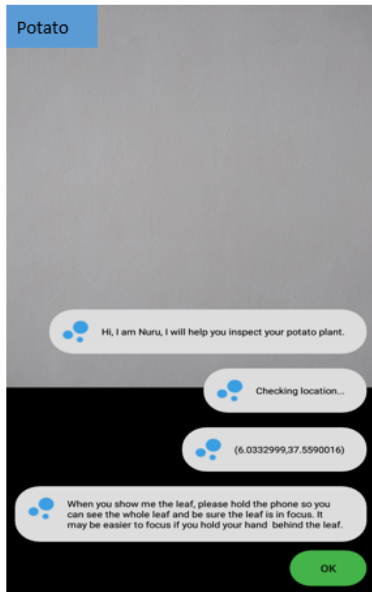 Potato
Hi, I am Nuru, I will help you inspect your potato plant.
Checking location...
(6.0332999,37.5590016)
When you show me the leaf, please hold the phone so you
can see the whole leaf and be sure the leaf is in focus. It
may be easier to focus if you hold your hand behind the leaf.
OK